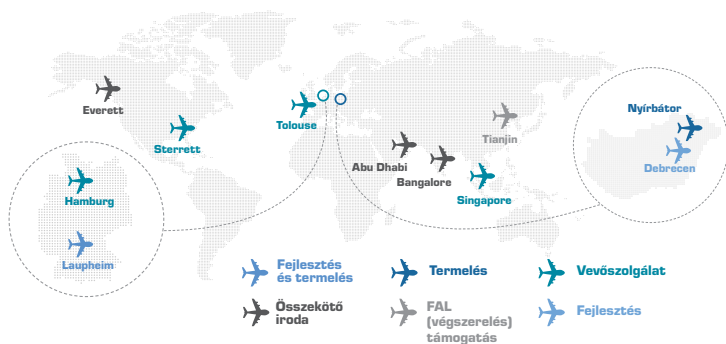 Everett
Sterrett
Tolouse
Tianjin
Abu Dhabi
Bangalore
Singapore
Nyírbátor
Debrecen
Hamburg
Laupheim
Fejlesztés
és termelés
Termelés
Vevőszolgálat
Összekötő
iroda
FAL
(végszerelés)
támogatás
Fejlesztés